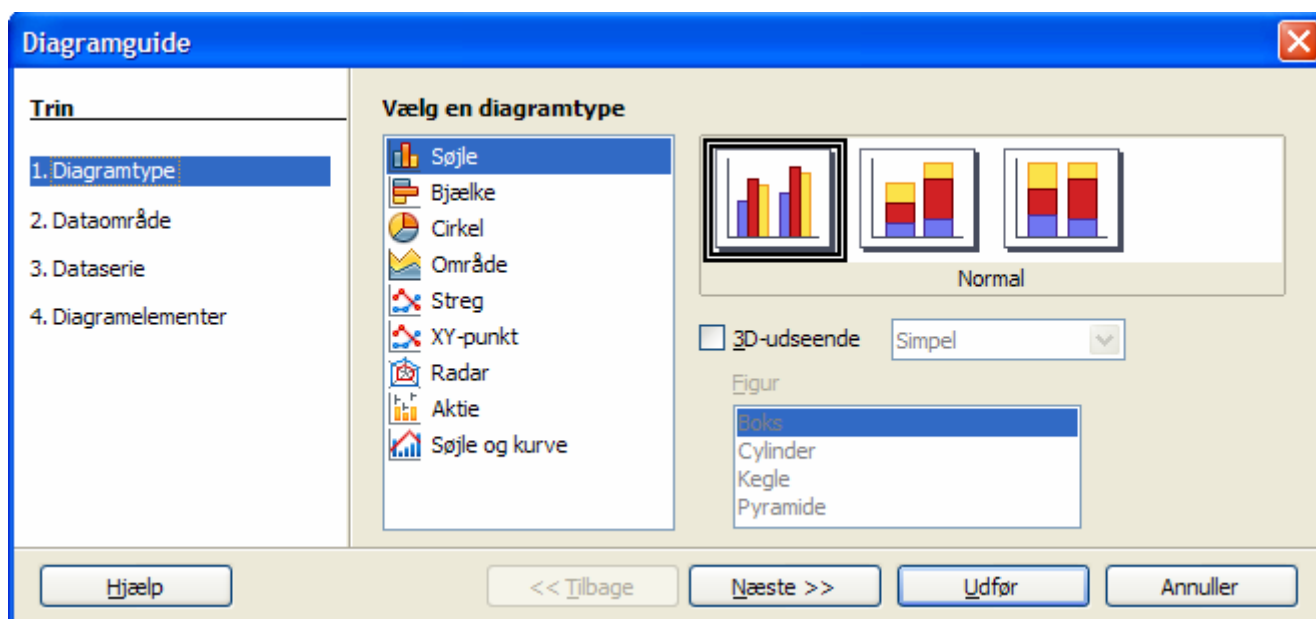 Diagramguide
Trin
1. Diagramtype
2. Dataområde
3. Dataserie
4. Diagramelementer
Vælg en diagramtype
Søjle
Bjælke
Cirkel
Område
Streg
XY-punkt
Radar
Aktie
Søjle og kurve
Normal
3D-udseende
Simpel
Figur
Boks
Cylinder
Kegle
Pyramide
Hjælp
<< Tilbage
Næste >>
Udfør
Annuller